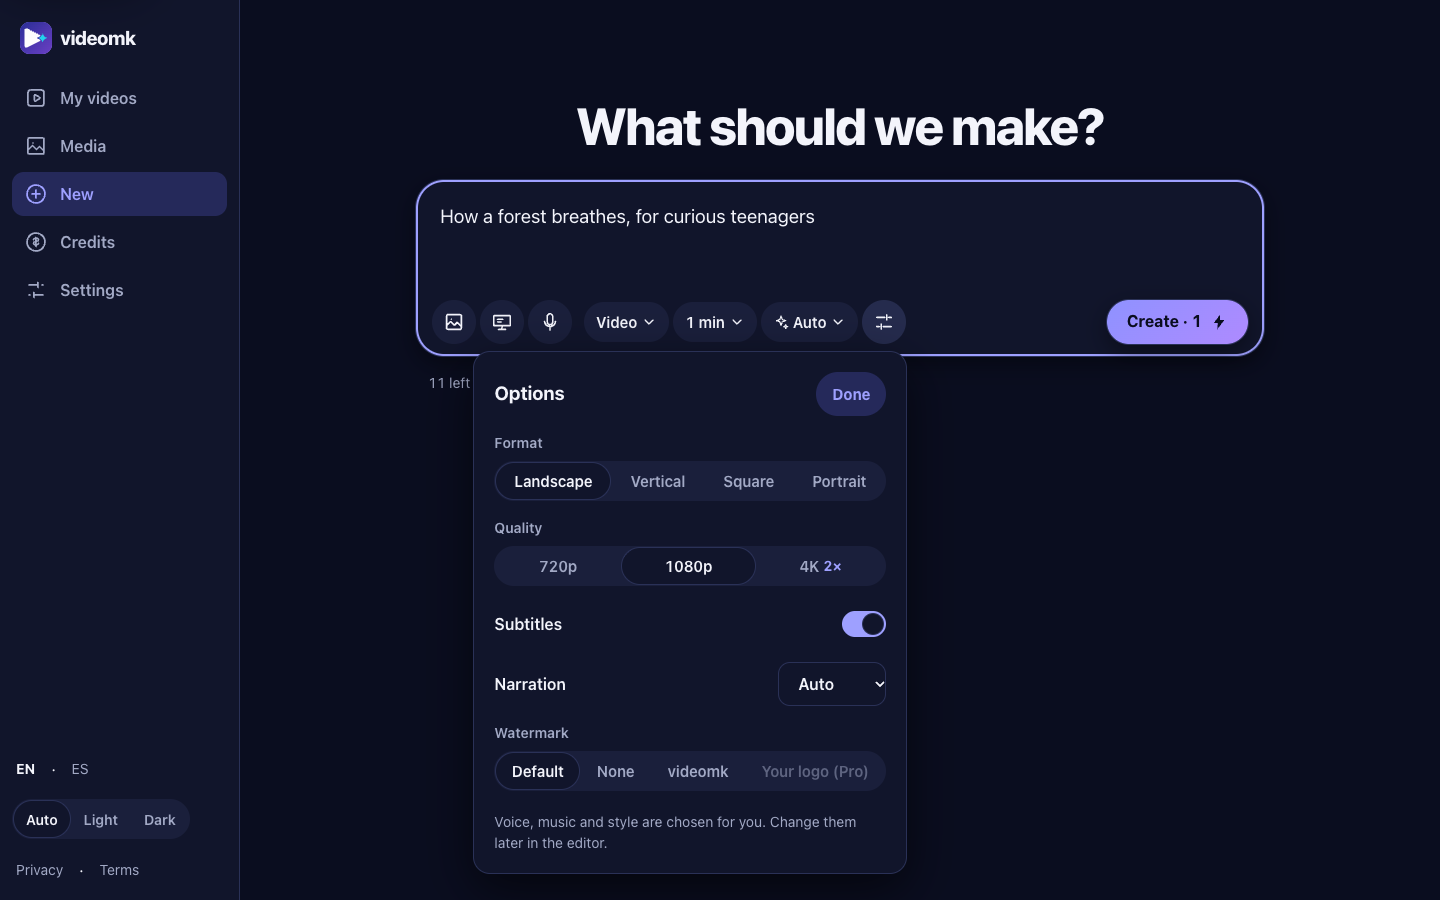 videomk
My videos
Media
New
Credits
Settings
EN · ES
Auto Light Dark
Privacy · Terms
What should we make?
How a forest breathes, for curious teenagers
Video 1 min Auto Create · 1
11 left
Options Done
Format
Landscape Vertical Square Portrait
Quality
720p 1080p 4K 2×
Subtitles
Narration Auto
Watermark
Default None videomk Your logo (Pro)
Voice, music and style are chosen for you. Change them
later in the editor.